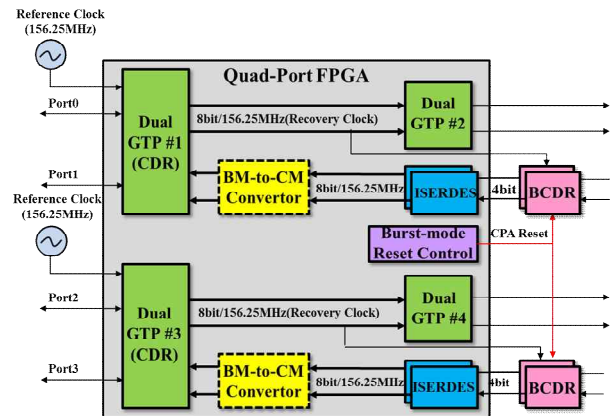 Reference Clock
(156.25MHz)
Quad-Port FPGA
Port0
Dual
GTP #1
(CDR)
8bit/156.25MHz(Recovery Clock)
Dual
GTP #2
Port1
BM-to-CM
Convertor
8bit/156.25MHz
ISERDES
4bit
BCDR
Reference Clock
(156.25MHz)
Burst-mode
Reset Control
CPA Reset
Port2
Dual
GTP #3
(CDR)
8bit/156.25MHz(Recovery Clock)
Dual
GTP #4
Port3
BM-to-CM
Convertor
8bit/156.25MHz
ISERDES
4bit
BCDR